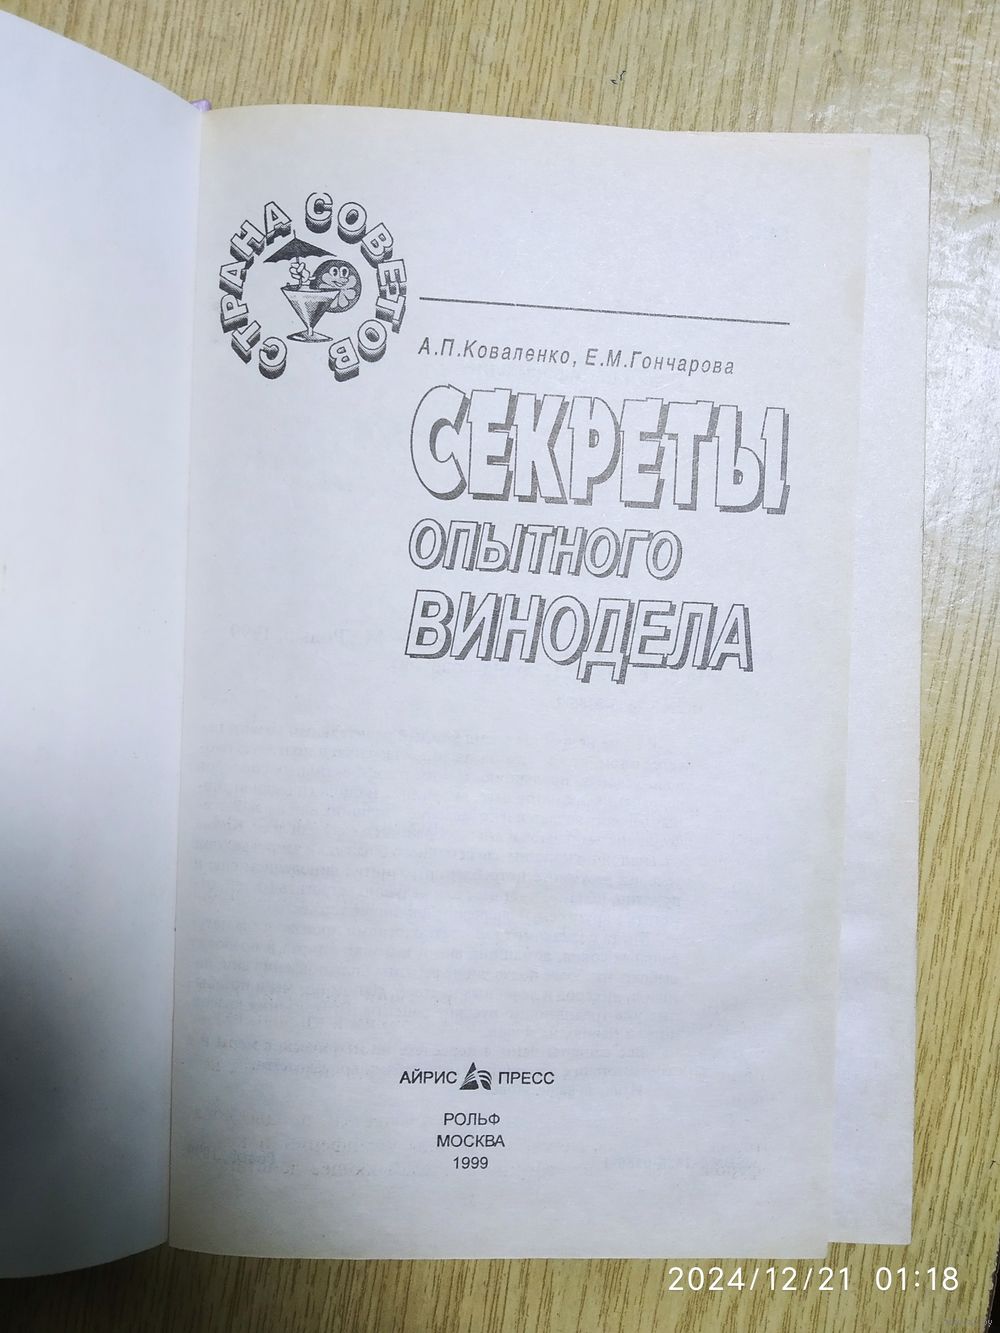 СТРАНА СОВЕТОВ
А.П.Коваленко, Е.М.Гончарова
СЕКРЕТЫ
ОПЫТНОГО
ВИНОДЕЛА
АЙРИС ПРЕСС
РОЛЬФ
МОСКВА
1999
2024/12/21 01:18